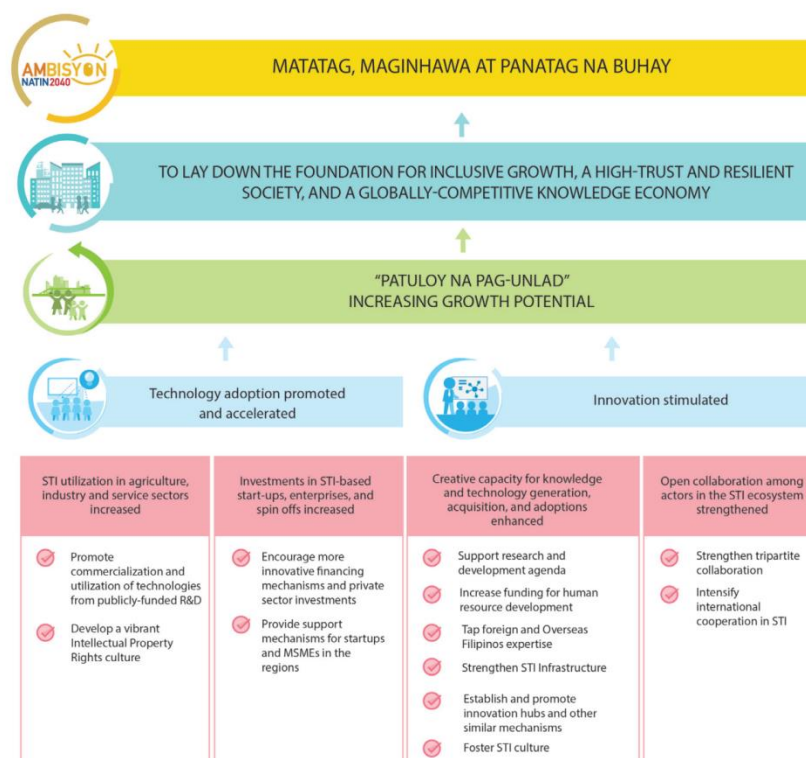 AMBISYON
NATIN2040
MATATAG, MAGINHAWA AT PANATAG NA BUHAY
TO LAY DOWN THE FOUNDATION FOR INCLUSIVE GROWTH, A HIGH-TRUST AND RESILIENT
SOCIETY, AND A GLOBALLY-COMPETITIVE KNOWLEDGE ECONOMY
"PATULOY NA PAG-UNLAD"
INCREASING GROWTH POTENTIAL
Technology adoption promoted
and accelerated
Innovation stimulated
STI utilization in agriculture,
industry and service sectors
increased
Promote
commercialization and
utilization of technologies
from publicly-funded R&D
Develop a vibrant
Intellectual Property
Rights culture
Investments in STI-based
start-ups, enterprises, and
spin offs increased
Encourage more
innovative financing
mechanisms and private
sector investments
Provide support
mechanisms for startups
and MSMEs in the
regions
Creative capacity for knowledge
and technology generation,
acquisition, and adoptions
enhanced
Support research and
development agenda
Increase funding for human
resource development
Tap foreign and Overseas
Filipinos expertise
Strengthen STI Infrastructure
Establish and promote
innovation hubs and other
similar mechanisms
Foster STI culture
Open collaboration among
actors in the STI ecosystem
strengthened
Strengthen tripartite
collaboration
Intensify
international
cooperation in STI